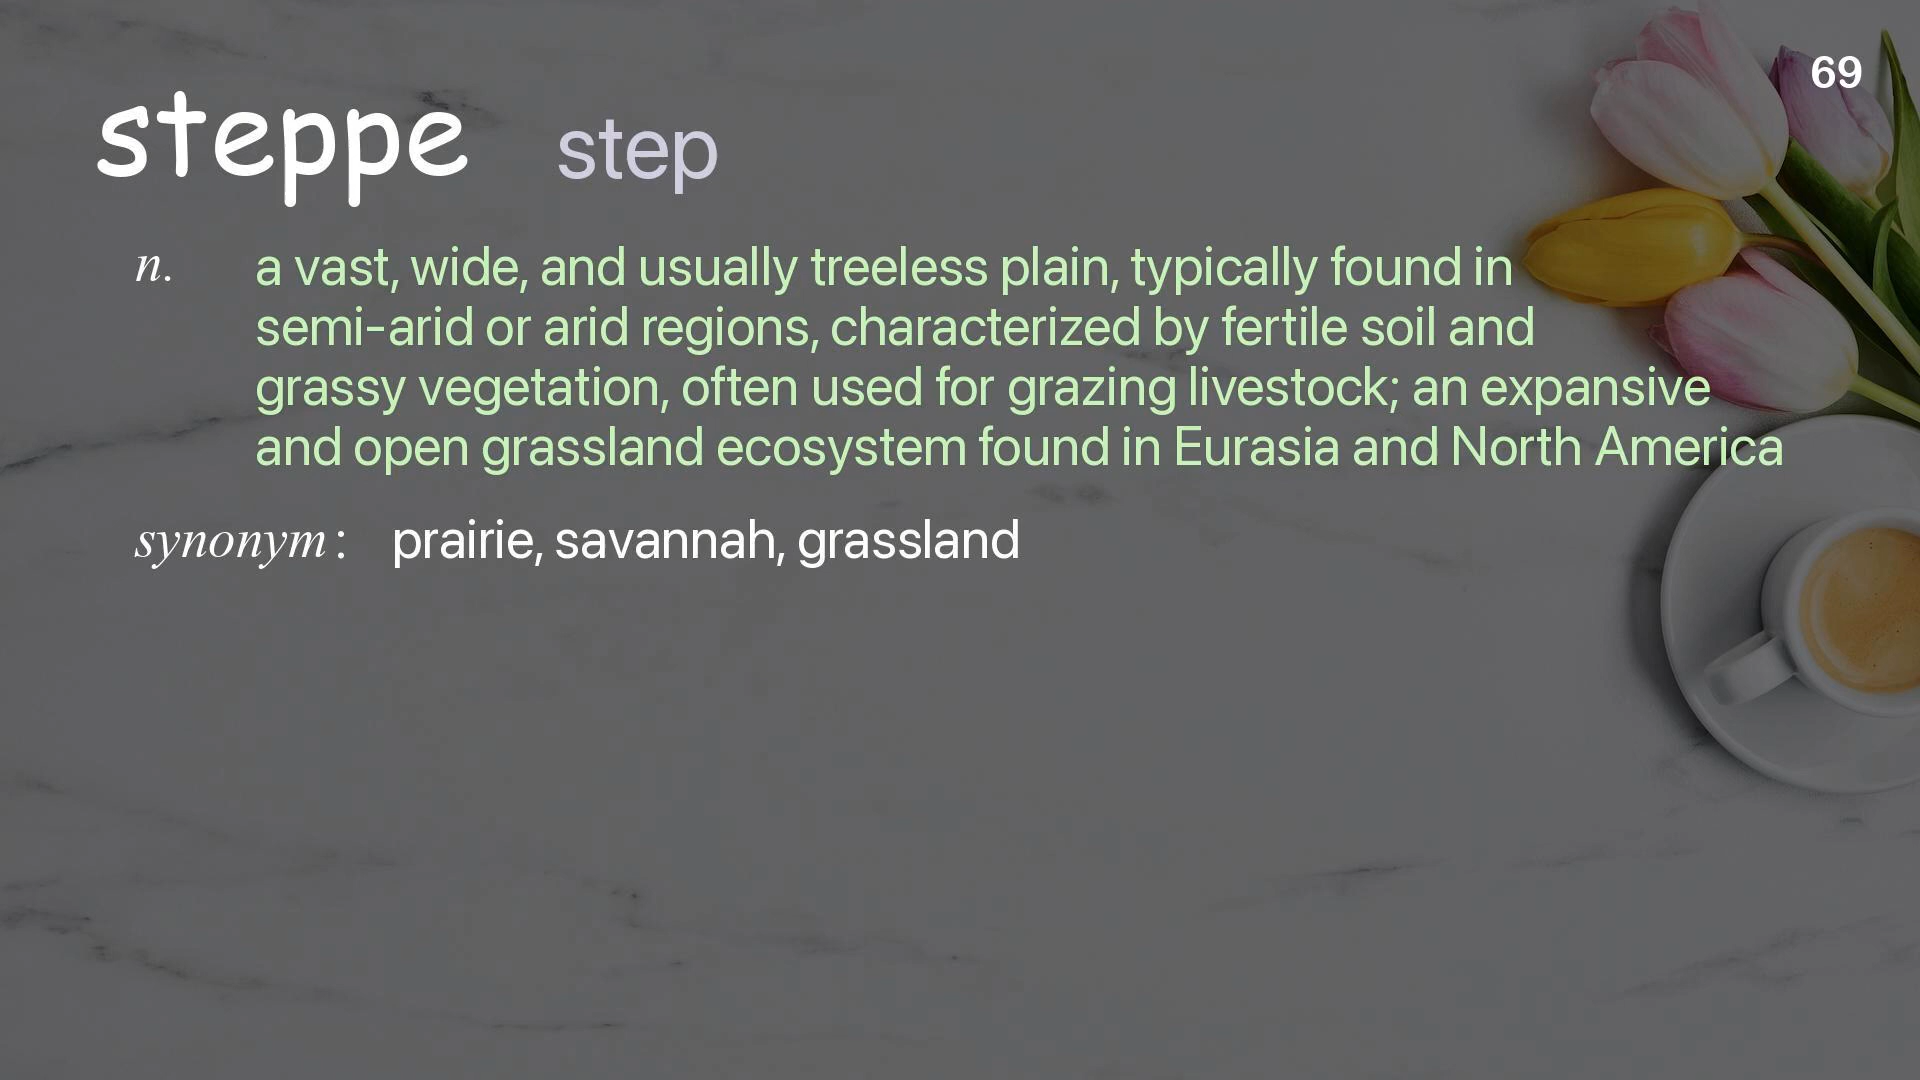 69
steppe step
n. a vast, wide, and usually treeless plain, typically found in
semi-arid or arid regions, characterized by fertile soil and
grassy vegetation, often used for grazing livestock; an expansive
and open grassland ecosystem found in Eurasia and North America
synonym: prairie, savannah, grassland